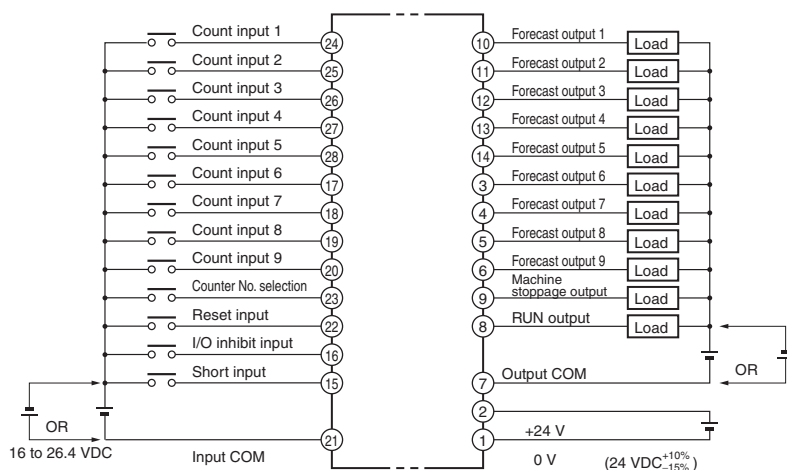 Count input 1 24 10 Forecast output 1 Load
Count input 2 25 11 Forecast output 2 Load
Count input 3 26 12 Forecast output 3 Load
Count input 4 27 13 Forecast output 4 Load
Count input 5 28 14 Forecast output 5 Load
Count input 6 17 3 Forecast output 6 Load
Count input 7 18 4 Forecast output 7 Load
Count input 8 19 5 Forecast output 8 Load
Count input 9 20 6 Forecast output 9 Load
Counter No. selection 23 9 Machine
stoppage output Load
Reset input 22 8 RUN output Load
I/O inhibit input 16
Short input 15 7 Output COM OR
OR 2
16 to 26.4 VDC
Input COM 21 1 +24 V
0 V (24 VDC +10% −15%)